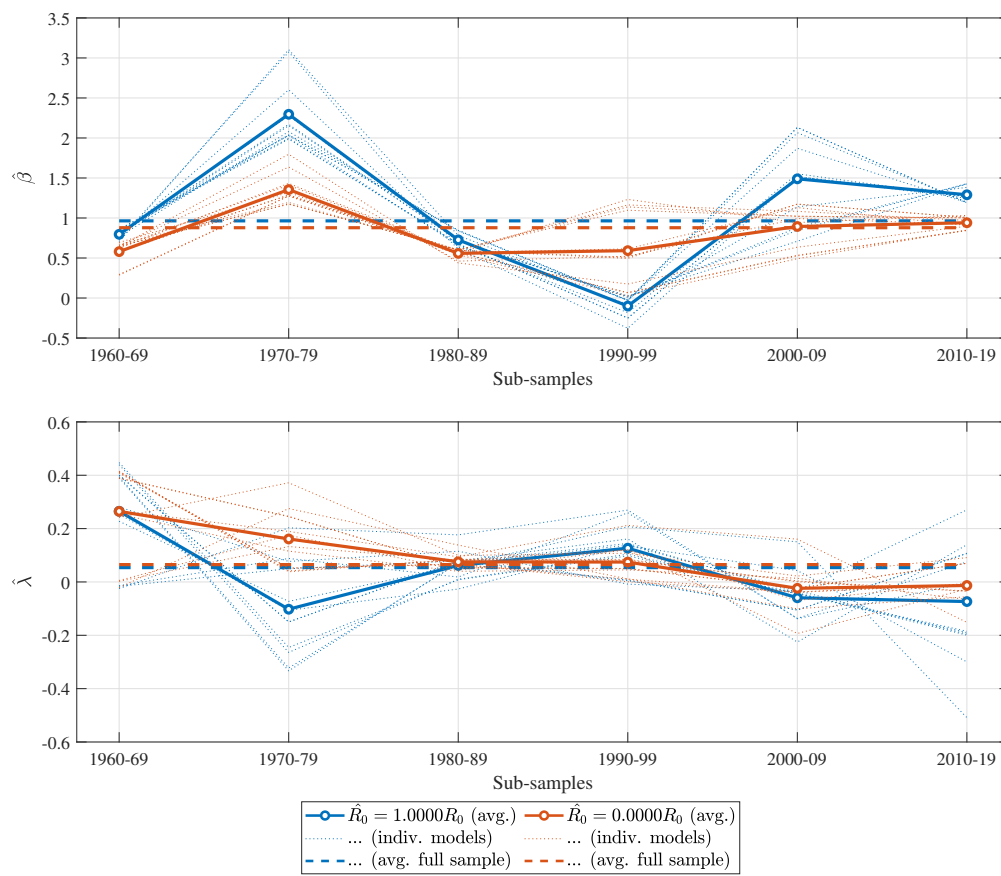 3.5
3
2.5
2
1.5
1
0.5
0
-0.5
β̂
1960-69 1970-79 1980-89 1990-99 2000-09 2010-19
Sub-samples
0.6
0.4
0.2
0
-0.2
-0.4
-0.6
λ̂
1960-69 1970-79 1980-89 1990-99 2000-09 2010-19
Sub-samples
R̂₀ = 1.0000R₀ (avg.) R̂₀ = 0.0000R₀ (avg.)
... (indiv. models) ... (indiv. models)
... (avg. full sample) ... (avg. full sample)